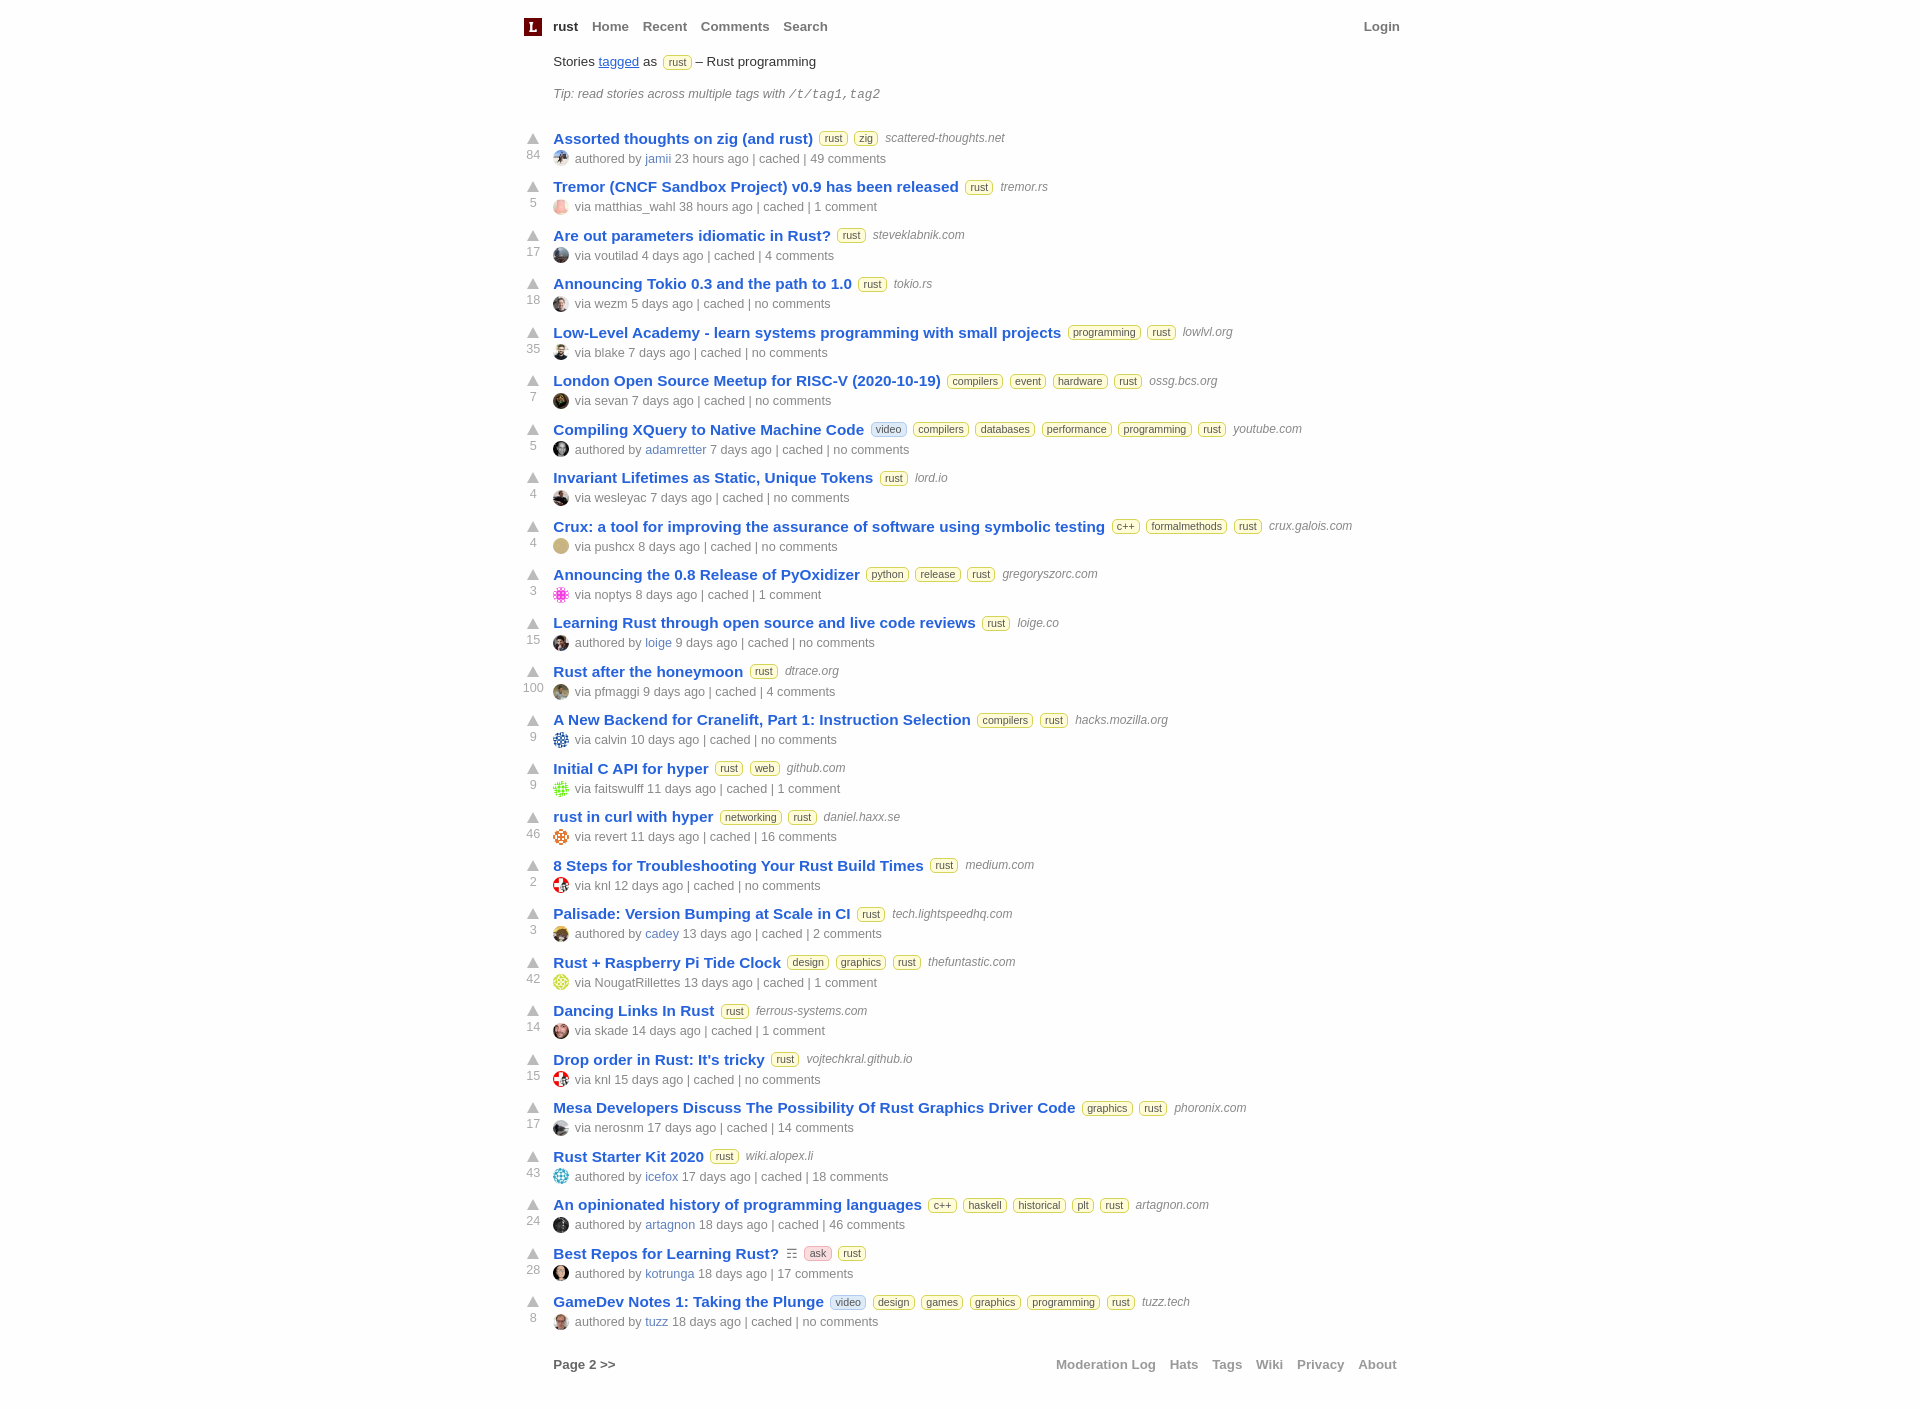 L rust Home Recent Comments Search Login
Stories tagged as rust – Rust programming
Tip: read stories across multiple tags with /t/tag1,tag2
Assorted thoughts on zig (and rust) rust zig scattered-thoughts.net
84 authored by jamii 23 hours ago | cached | 49 comments
Tremor (CNCF Sandbox Project) v0.9 has been released rust tremor.rs
5 via matthias_wahl 38 hours ago | cached | 1 comment
Are out parameters idiomatic in Rust? rust steveklabnik.com
17 via voutilad 4 days ago | cached | 4 comments
Announcing Tokio 0.3 and the path to 1.0 rust tokio.rs
18 via wezm 5 days ago | cached | no comments
Low-Level Academy - learn systems programming with small projects programming rust lowlvl.org
35 via blake 7 days ago | cached | no comments
London Open Source Meetup for RISC-V (2020-10-19) compilers event hardware rust ossg.bcs.org
7 via sevan 7 days ago | cached | no comments
Compiling XQuery to Native Machine Code video compilers databases performance programming rust youtube.com
5 authored by adamretter 7 days ago | cached | no comments
Invariant Lifetimes as Static, Unique Tokens rust lord.io
4 via wesleyac 7 days ago | cached | no comments
Crux: a tool for improving the assurance of software using symbolic testing c++ formalmethods rust crux.galois.com
4 via pushcx 8 days ago | cached | no comments
Announcing the 0.8 Release of PyOxidizer python release rust gregoryszorc.com
3 via noptys 8 days ago | cached | 1 comment
Learning Rust through open source and live code reviews rust loige.co
15 authored by loige 9 days ago | cached | no comments
Rust after the honeymoon rust dtrace.org
100 via pfmaggi 9 days ago | cached | 4 comments
A New Backend for Cranelift, Part 1: Instruction Selection compilers rust hacks.mozilla.org
9 via calvin 10 days ago | cached | no comments
Initial C API for hyper rust web github.com
9 via faitswulff 11 days ago | cached | 1 comment
rust in curl with hyper networking rust daniel.haxx.se
46 via revert 11 days ago | cached | 16 comments
8 Steps for Troubleshooting Your Rust Build Times rust medium.com
2 via knl 12 days ago | cached | no comments
Palisade: Version Bumping at Scale in CI rust tech.lightspeedhq.com
3 authored by cadey 13 days ago | cached | 2 comments
Rust + Raspberry Pi Tide Clock design graphics rust thefuntastic.com
42 via NougatRillettes 13 days ago | cached | 1 comment
Dancing Links In Rust rust ferrous-systems.com
14 via skade 14 days ago | cached | 1 comment
Drop order in Rust: It's tricky rust vojtechkral.github.io
15 via knl 15 days ago | cached | no comments
Mesa Developers Discuss The Possibility Of Rust Graphics Driver Code graphics rust phoronix.com
17 via nerosnm 17 days ago | cached | 14 comments
Rust Starter Kit 2020 rust wiki.alopex.li
43 authored by icefox 17 days ago | cached | 18 comments
An opinionated history of programming languages c++ haskell historical plt rust artagnon.com
24 authored by artagnon 18 days ago | cached | 46 comments
Best Repos for Learning Rust? ☶ ask rust
28 authored by kotrunga 18 days ago | 17 comments
GameDev Notes 1: Taking the Plunge video design games graphics programming rust tuzz.tech
8 authored by tuzz 18 days ago | cached | no comments
Page 2 >> Moderation Log Hats Tags Wiki Privacy About